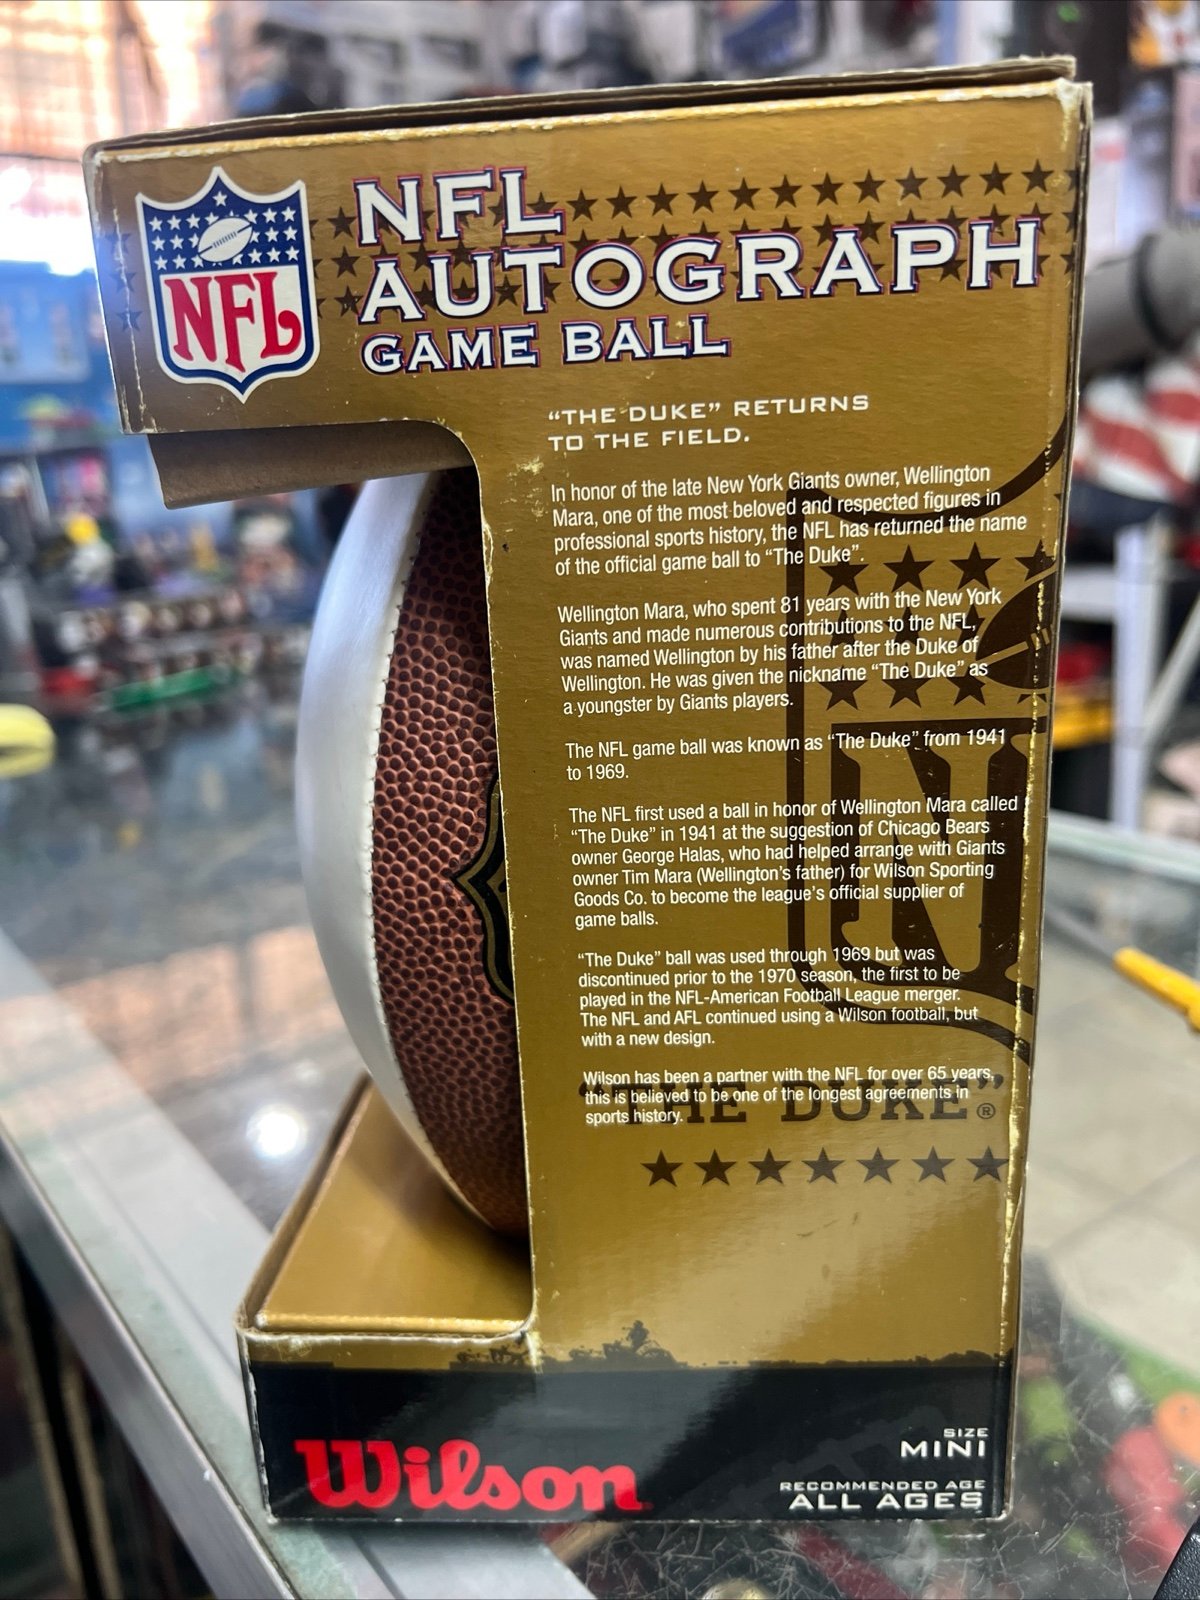 NFL
NFL
AUTOGRAPH
GAME BALL
"THE DUKE" RETURNS
TO THE FIELD.
In honor of the late New York Giants owner, Wellington
Mara, one of the most beloved and respected figures in
professional sports history, the NFL has returned the name
of the official game ball to "The Duke".
Wellington Mara, who spent 81 years with the New York
Giants and made numerous contributions to the NFL,
was named Wellington by his father after the Duke of
Wellington. He was given the nickname "The Duke" as
a youngster by Giants players.
The NFL game ball was known as "The Duke" from 1941
to 1969.
The NFL first used a ball in honor of Wellington Mara called
"The Duke" in 1941 at the suggestion of Chicago Bears
owner George Halas, who had helped arrange with Giants
owner Tim Mara (Wellington's father) for Wilson Sporting
Goods Co. to become the league's official supplier of
game balls.
"The Duke" ball was used through 1969 but was
discontinued prior to the 1970 season, the first to be
played in the NFL-American Football League merger.
The NFL and AFL continued using a Wilson football, but
with a new design.
Wilson has been a partner with the NFL for over 65 years,
this is believed to be one of the longest agreements in
sports history.
"THE DUKE"®
Wilson
SIZE
MINI
RECOMMENDED AGE
ALL AGES